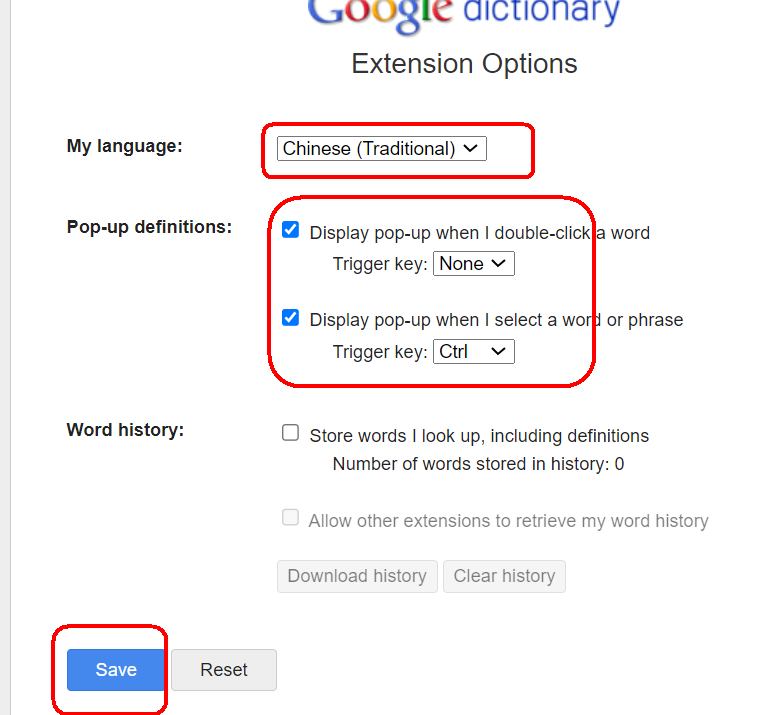 Google dictionary
Extension Options
My language: Chinese (Traditional)
Pop-up definitions: Display pop-up when I double-click a word
Trigger key: None
Display pop-up when I select a word or phrase
Trigger key: Ctrl
Word history: Store words I look up, including definitions
Number of words stored in history: 0
Allow other extensions to retrieve my word history
Download history Clear history
Save Reset